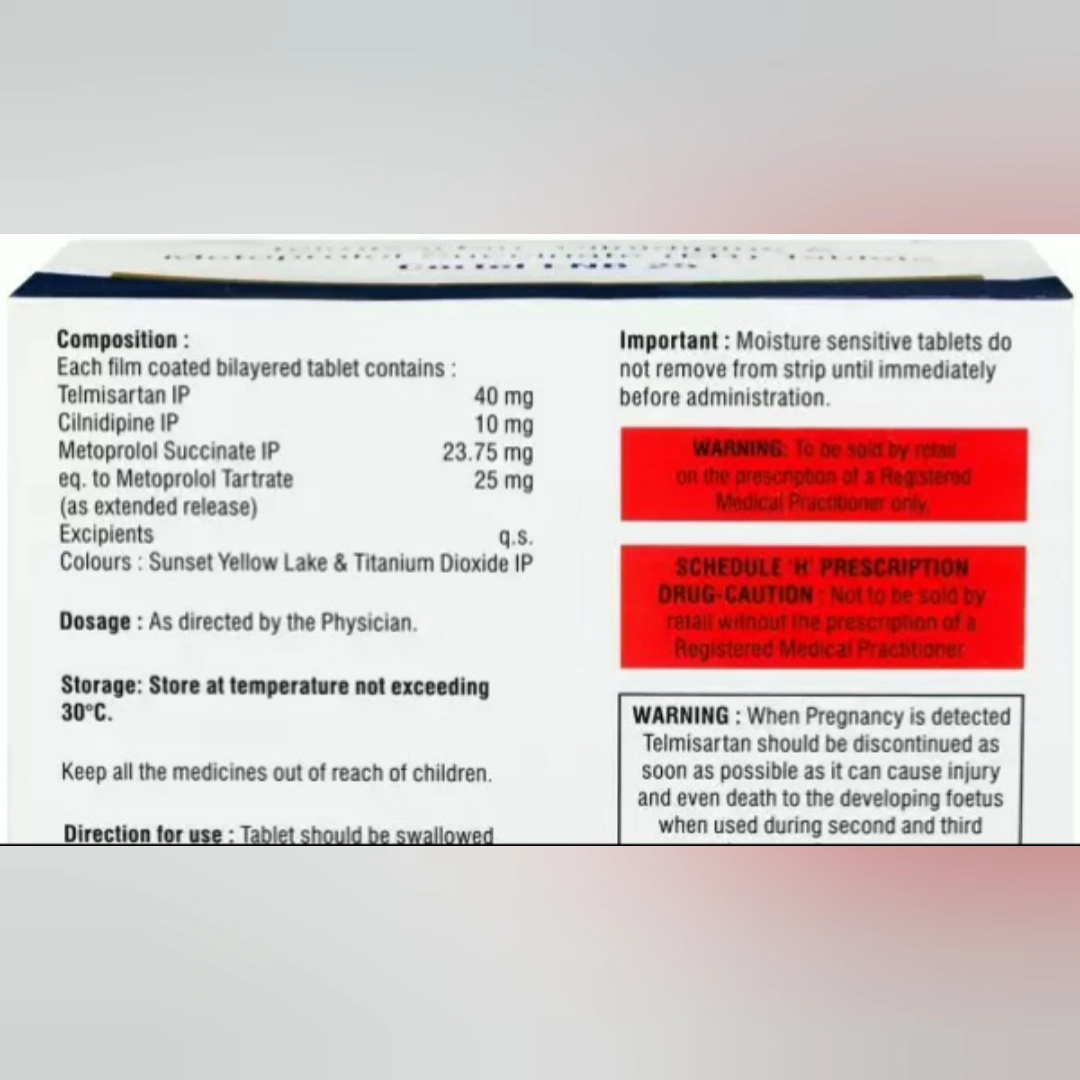 Metoprolol Succinate (ER) Tablets
Composition :
Each film coated bilayered tablet contains :
Telmisartan IP 40 mg
Cilnidipine IP 10 mg
Metoprolol Succinate IP 23.75 mg
eq. to Metoprolol Tartrate 25 mg
(as extended release)
Excipients q.s.
Colours : Sunset Yellow Lake & Titanium Dioxide IP
Dosage : As directed by the Physician.
Storage: Store at temperature not exceeding
30°C.
Keep all the medicines out of reach of children.
Direction for use : Tablet should be swallowed
Important : Moisture sensitive tablets do
not remove from strip until immediately
before administration.
WARNING: To be sold by retail
on the prescription of a Registered
Medical Practitioner only.
SCHEDULE 'H' PRESCRIPTION
DRUG-CAUTION : Not to be sold by
retail without the prescription of a
Registered Medical Practitioner
WARNING : When Pregnancy is detected
Telmisartan should be discontinued as
soon as possible as it can cause injury
and even death to the developing foetus
when used during second and third